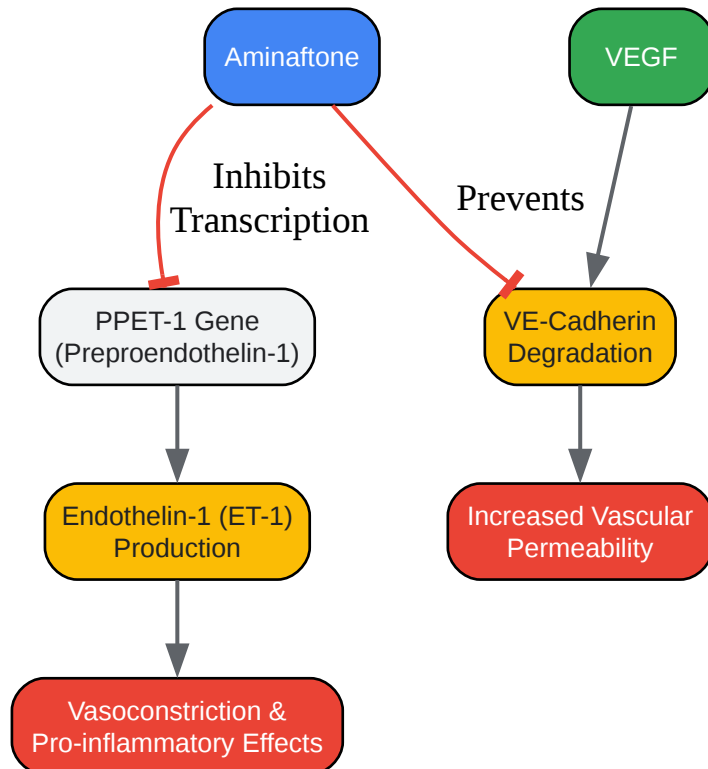 Aminaftone
VEGF
Inhibits
Transcription
Prevents
PPET-1 Gene
(Preproendothelin-1)
VE-Cadherin
Degradation
Endothelin-1 (ET-1)
Production
Increased Vascular
Permeability
Vasoconstriction &
Pro-inflammatory Effects